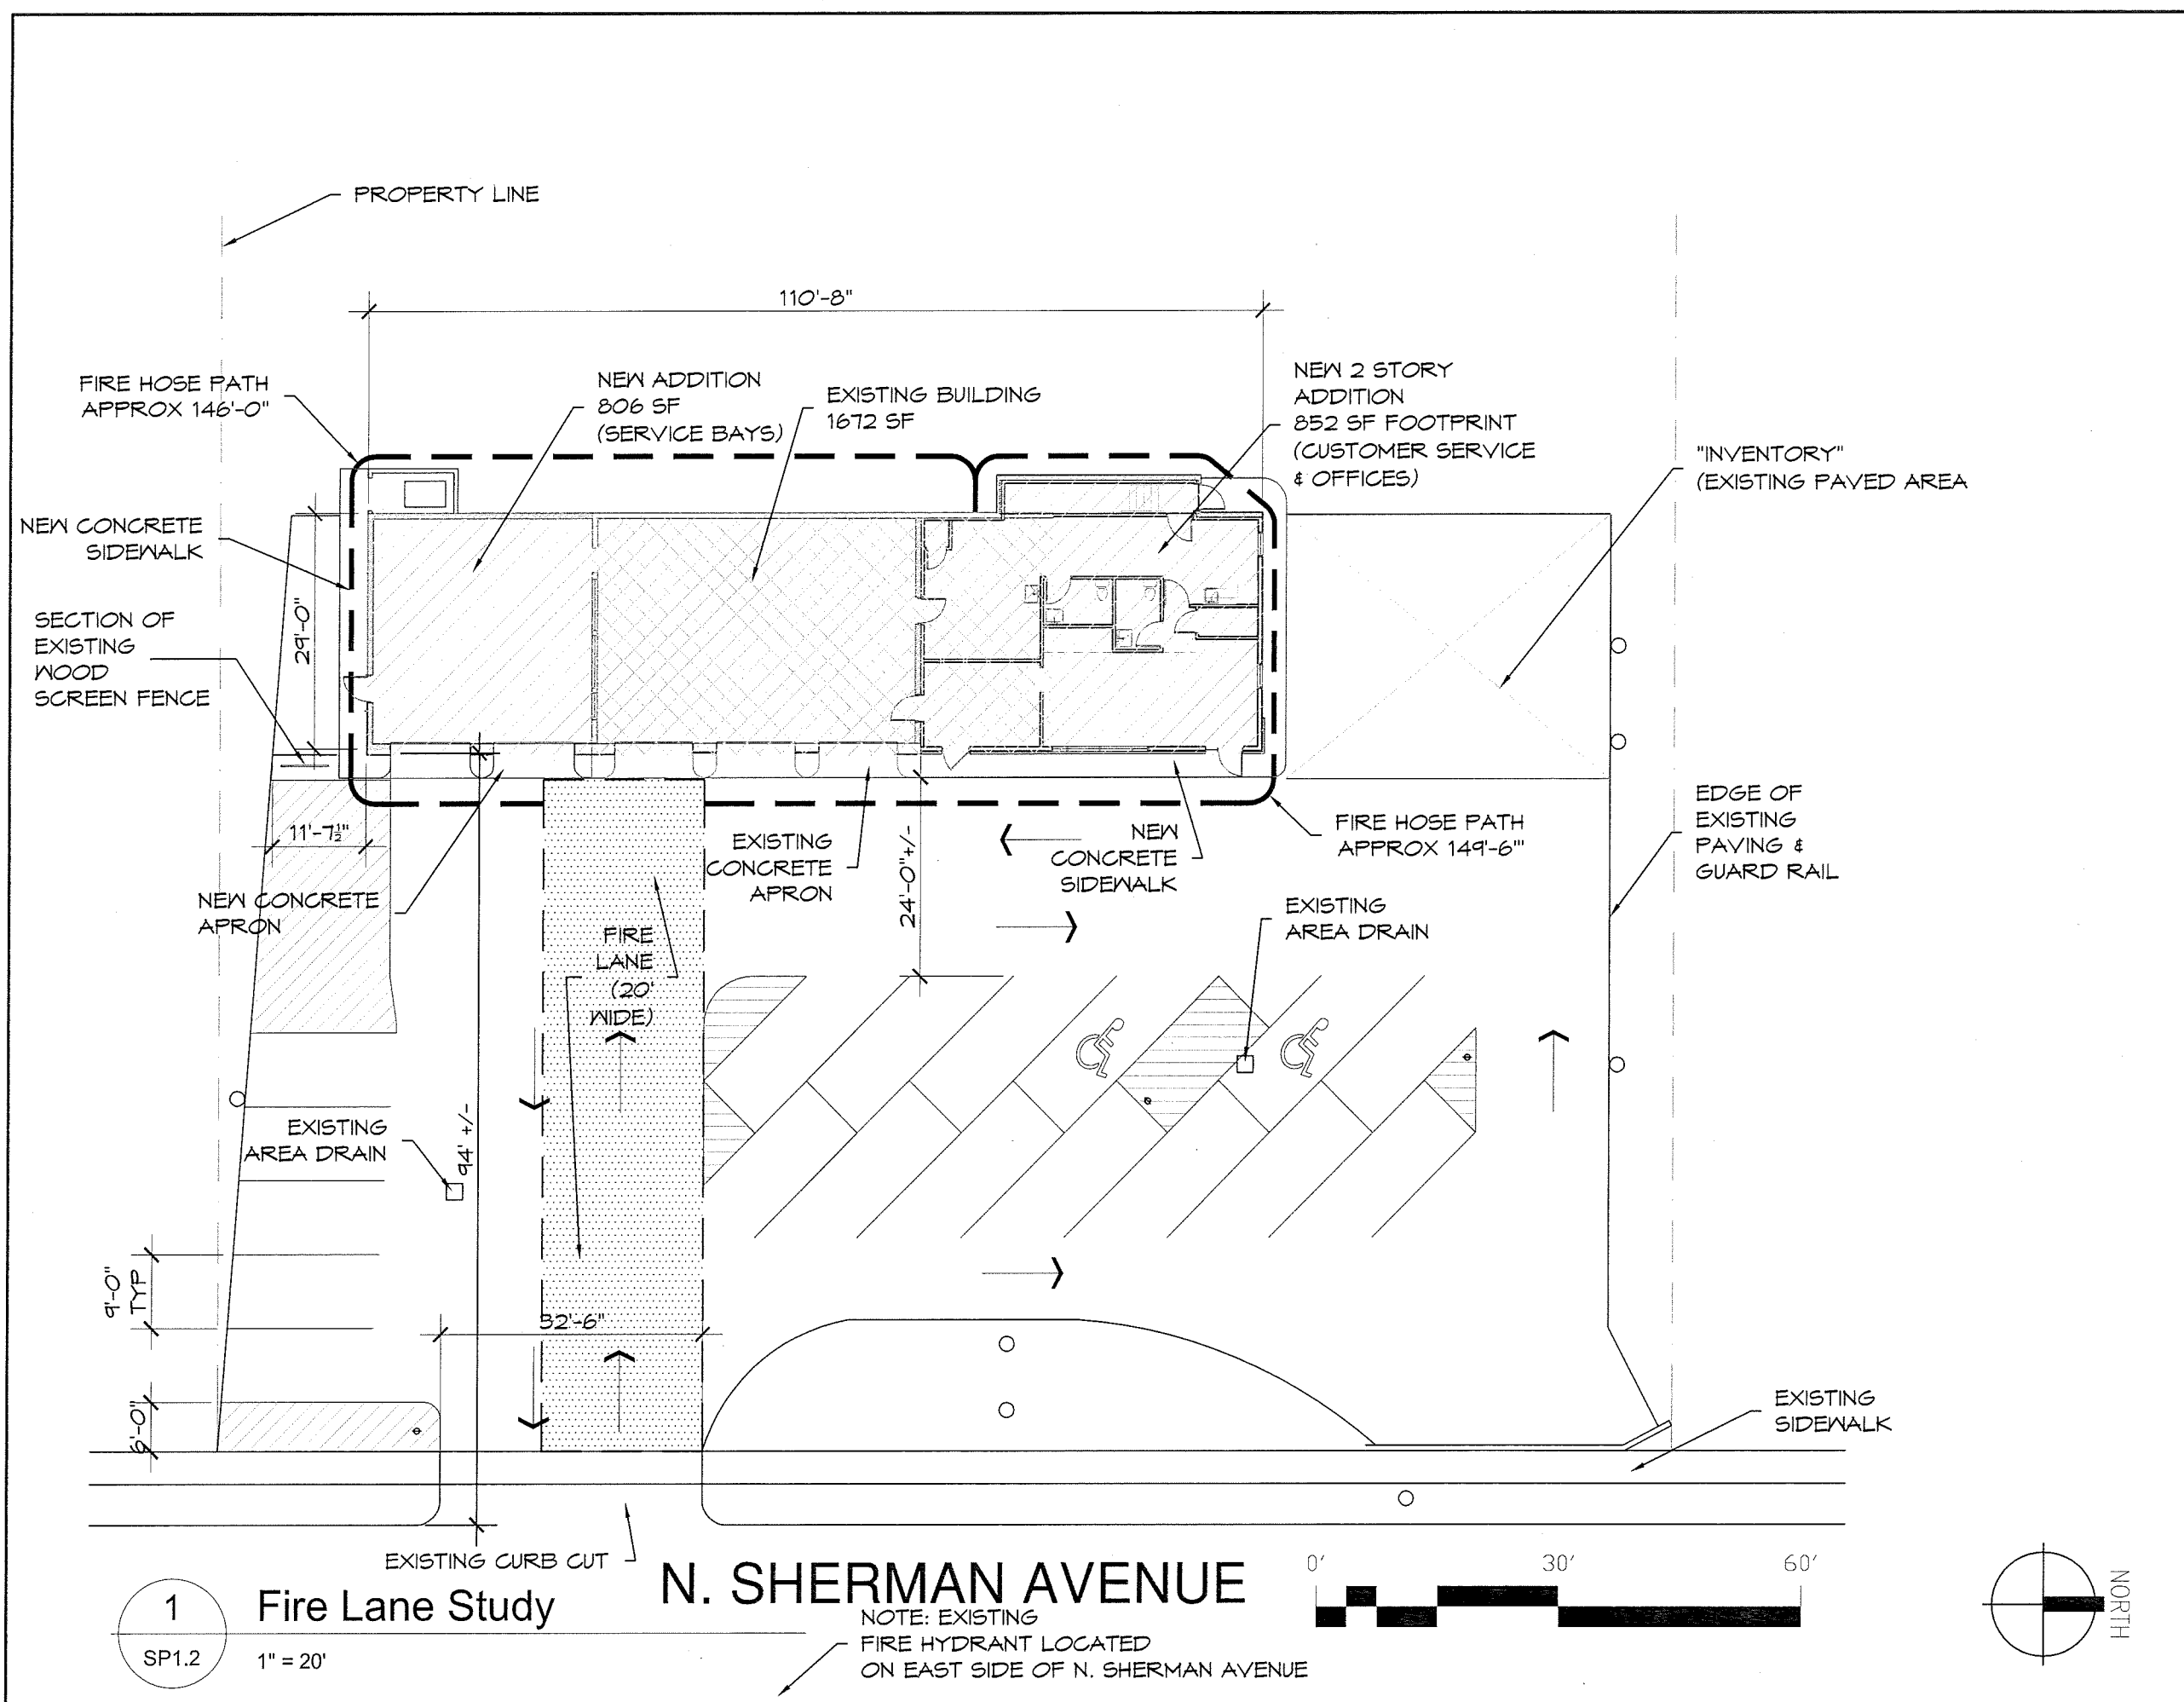 PROPERTY LINE
110'-8"
FIRE HOSE PATH
APPROX 146'-0"
NEW ADDITION
806 SF
(SERVICE BAYS)
EXISTING BUILDING
1672 SF
NEW 2 STORY
ADDITION
852 SF FOOTPRINT
(CUSTOMER SERVICE
& OFFICES)
"INVENTORY"
(EXISTING PAVED AREA
NEW CONCRETE
SIDEWALK
29'-0"
SECTION OF
EXISTING
WOOD
SCREEN FENCE
11'-7½"
NEW CONCRETE
APRON
EXISTING
CONCRETE
APRON
24'-0"+/-
NEW
CONCRETE
SIDEWALK
FIRE HOSE PATH
APPROX 149'-6'"
EDGE OF
EXISTING
PAVING &
GUARD RAIL
FIRE
LANE
(20'
WIDE)
EXISTING
AREA DRAIN
EXISTING
AREA DRAIN
94' +/-
9'-0"
TYP
32'-6"
6'-0"
EXISTING
SIDEWALK
EXISTING CURB CUT
N. SHERMAN AVENUE
0' 30' 60'
NORTH
1
SP1.2
Fire Lane Study
1" = 20'
NOTE: EXISTING
FIRE HYDRANT LOCATED
ON EAST SIDE OF N. SHERMAN AVENUE